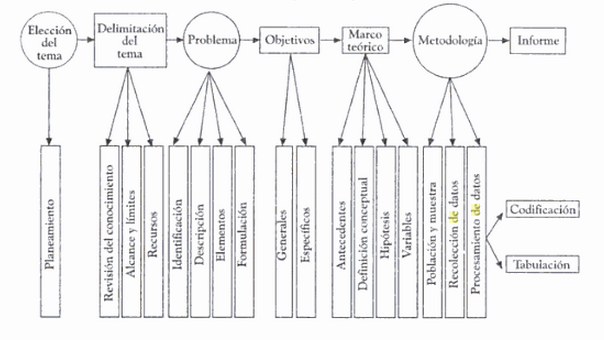 Elección
del
tema
Delimitación
del
tema
Problema
Objetivos
Marco
teórico
Metodología
Informe
Planeamiento
Revisión del conocimiento
Alcance y límites
Recursos
Identificación
Descripción
Elementos
Formulación
Generales
Específicos
Antecedentes
Definición conceptual
Hipótesis
Variables
Población y muestra
Recolección de datos
Procesamiento de datos
Codificación
Tabulación